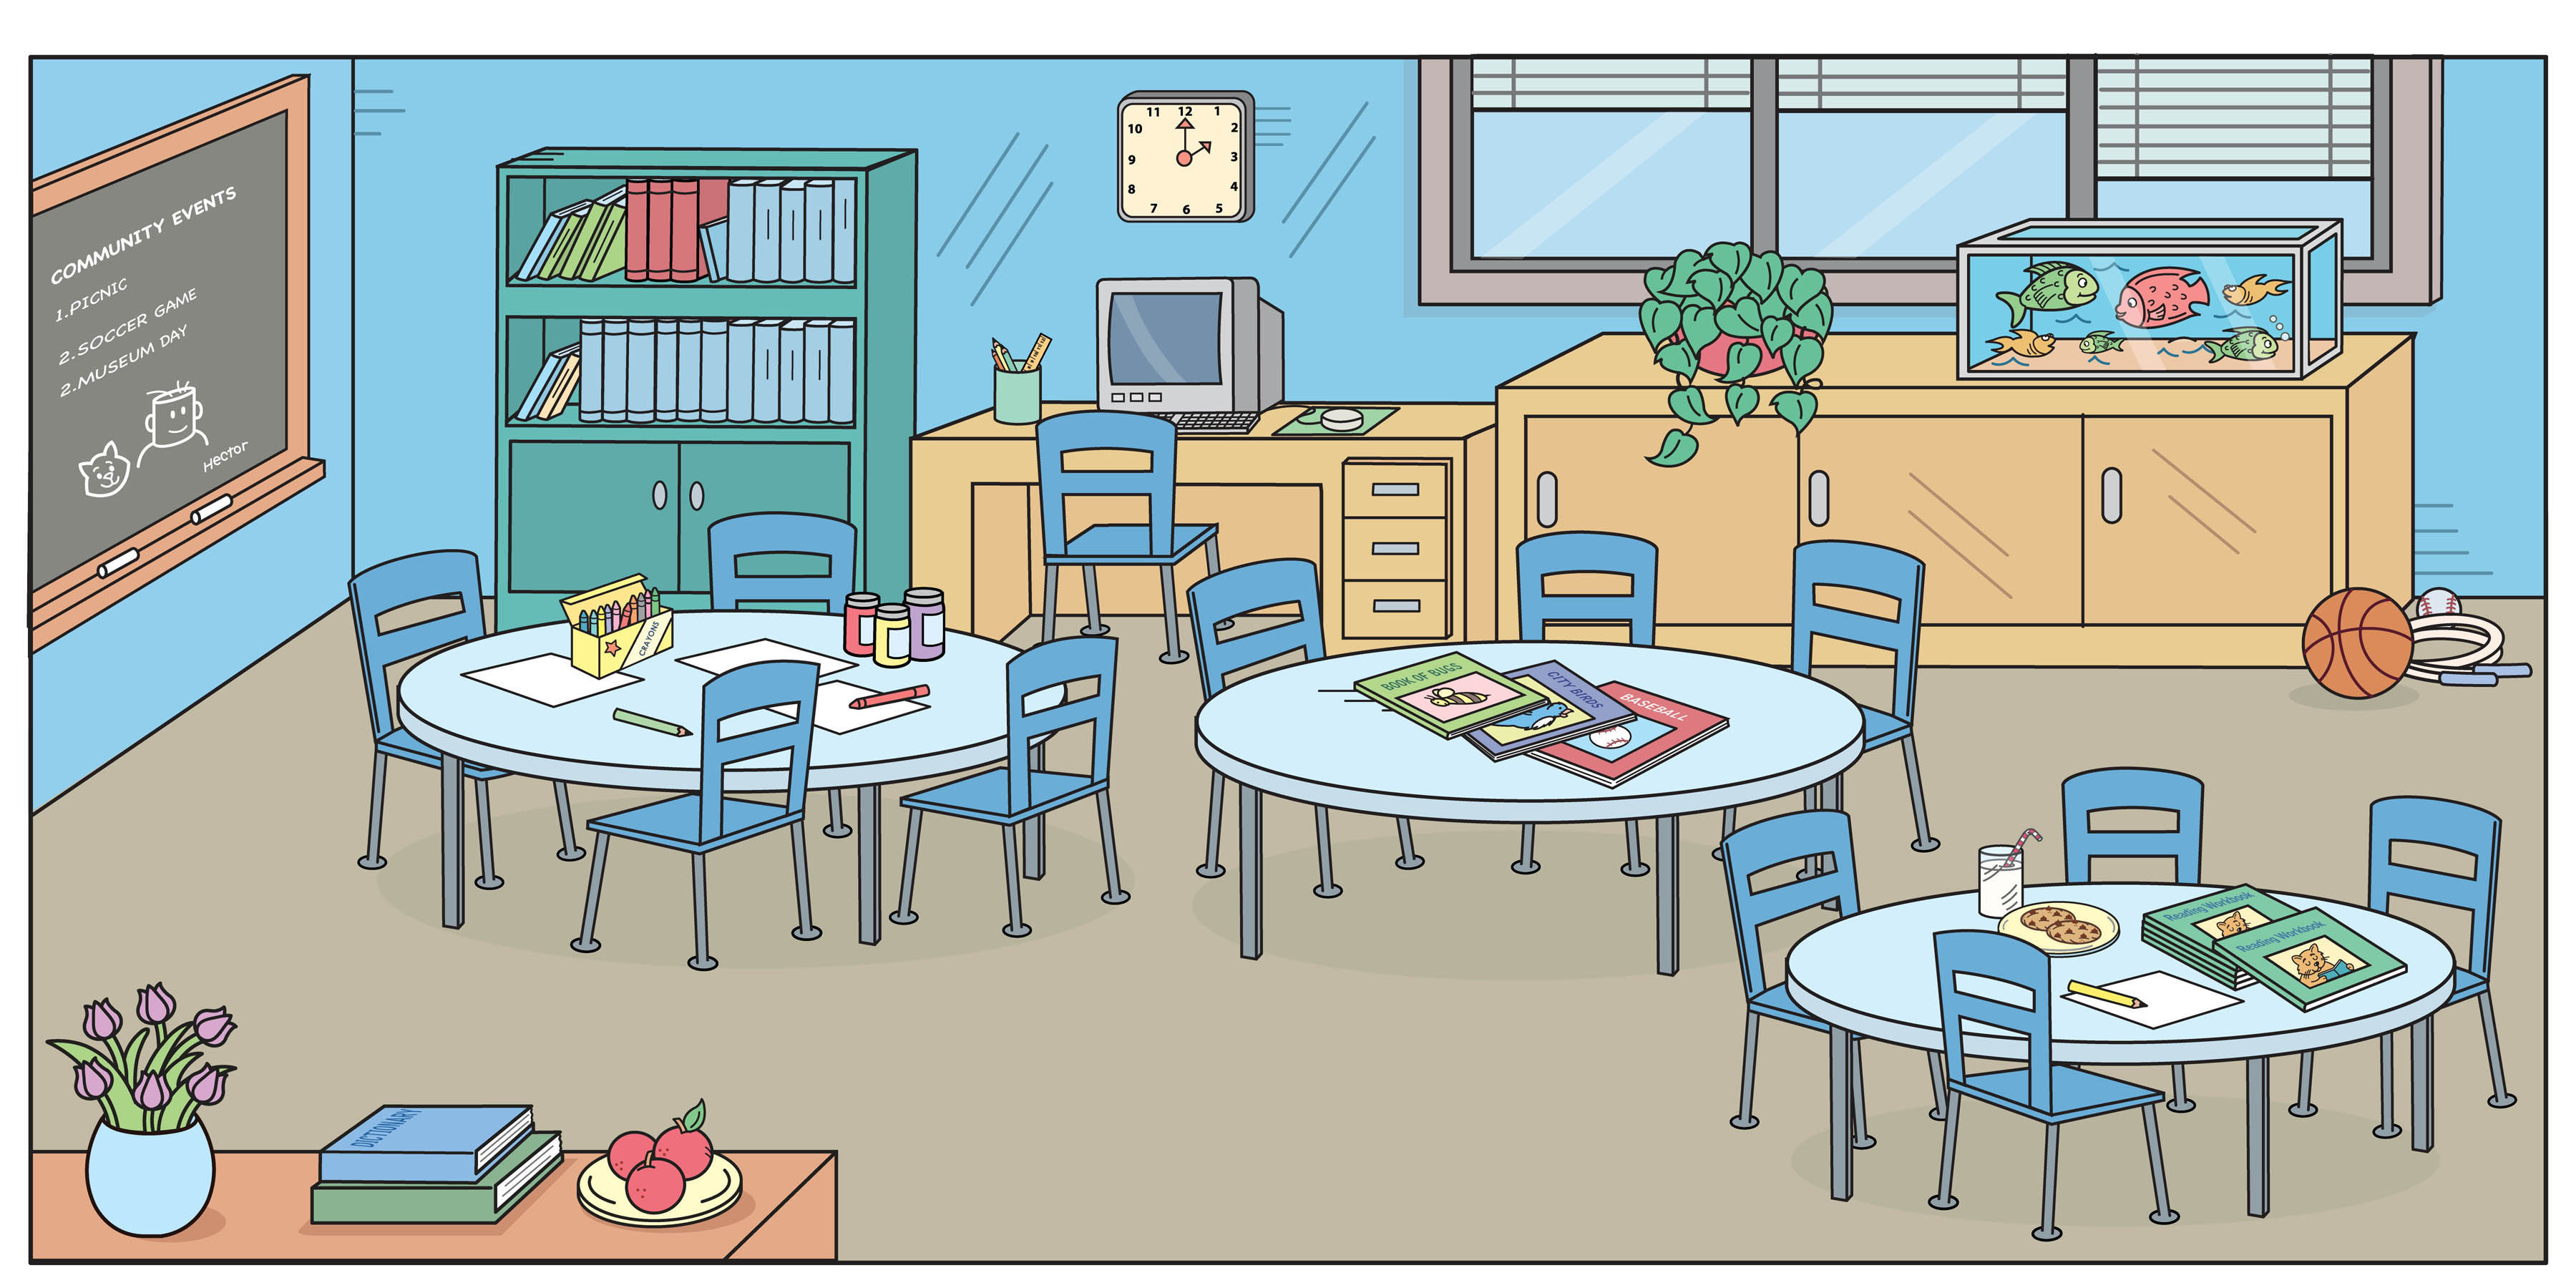 COMMUNITY EVENTS
1.PICNIC
2.SOCCER GAME
2.MUSEUM DAY
Hector
11 12 1
10 2
9 3
8 4
7 6 5
CRAYONS
BOOK OF BUGS
CITY BIRDS
BASEBALL
Reading Workbook
Reading Workbook
DICTIONARY